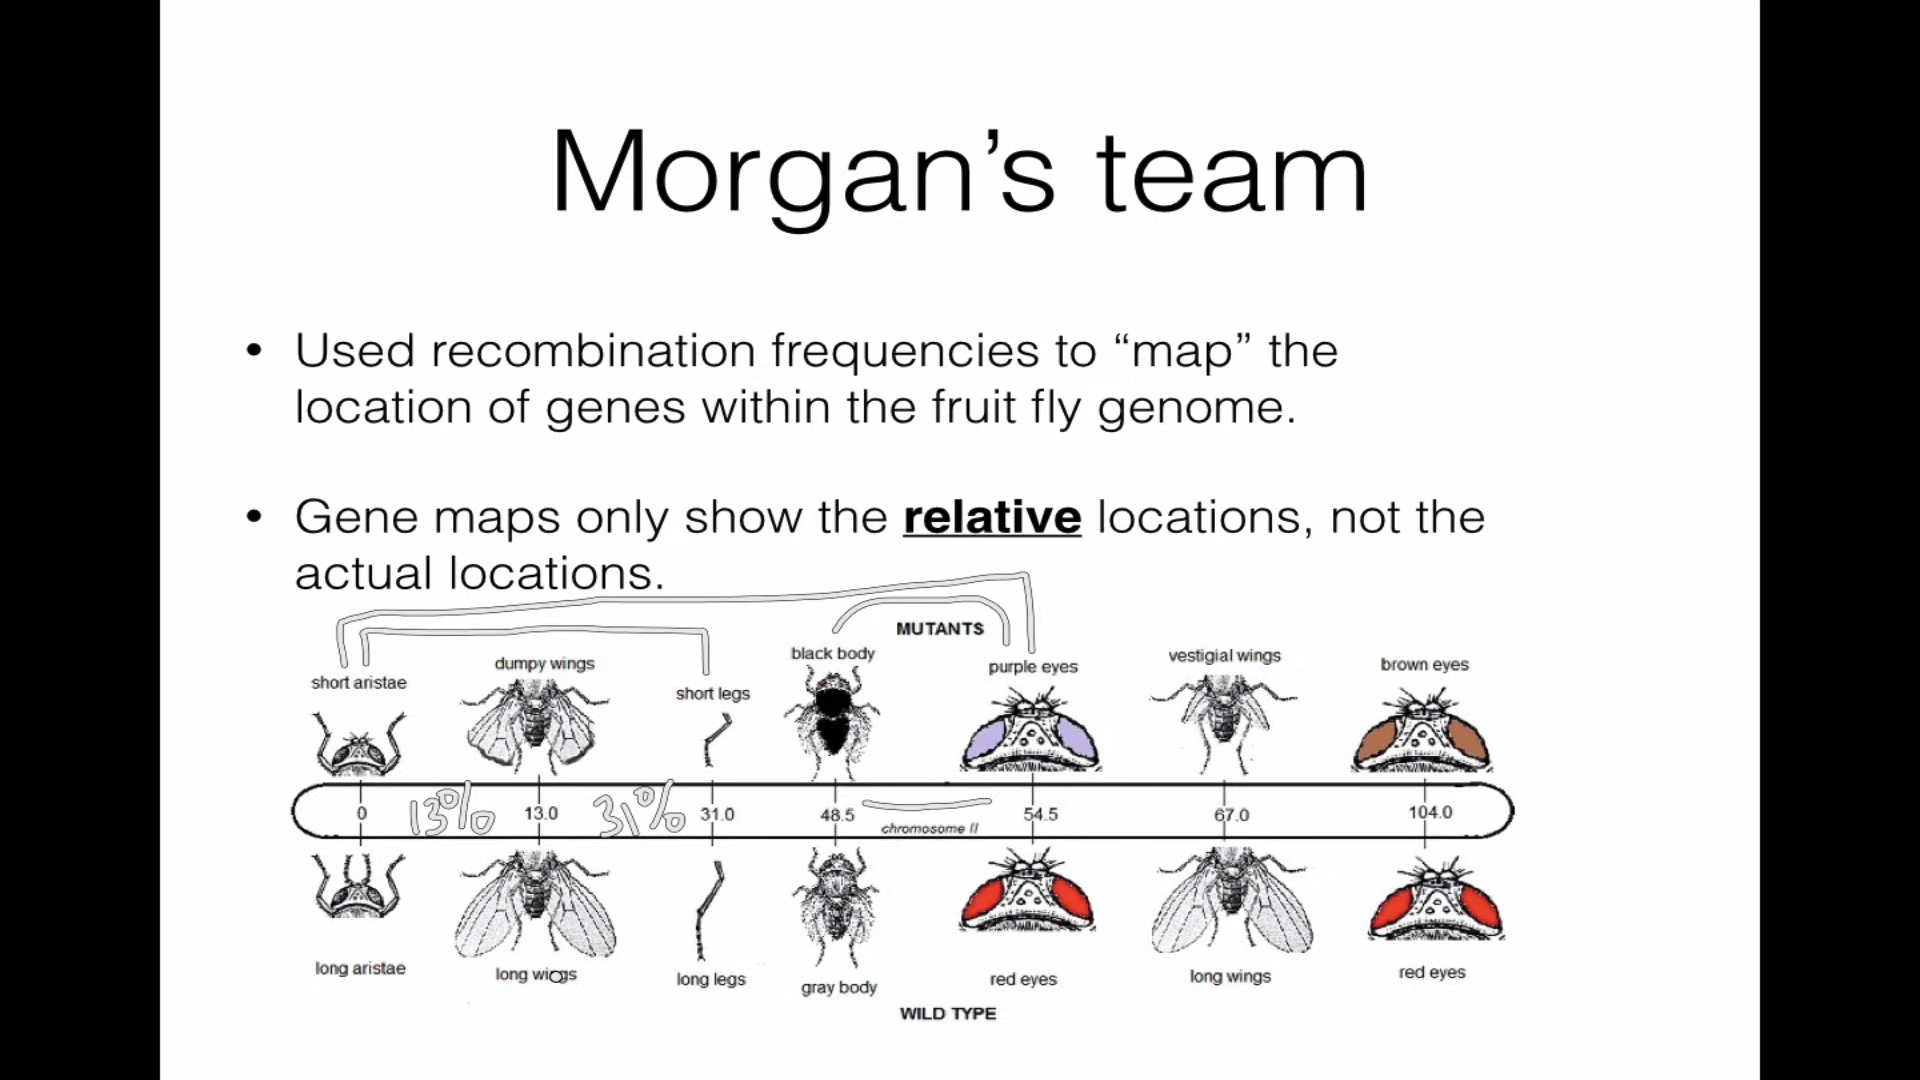 Morgan’s team
• Used recombination frequencies to “map” the
location of genes within the fruit fly genome.
• Gene maps only show the relative locations, not the
actual locations.
MUTANTS
short aristae
dumpy wings
short legs
black body
purple eyes
vestigial wings
brown eyes
0
13%
13.0
31%
31.0
48.5
chromosome II
54.5
67.0
104.0
long aristae
long wings
long legs
gray body
red eyes
long wings
red eyes
WILD TYPE